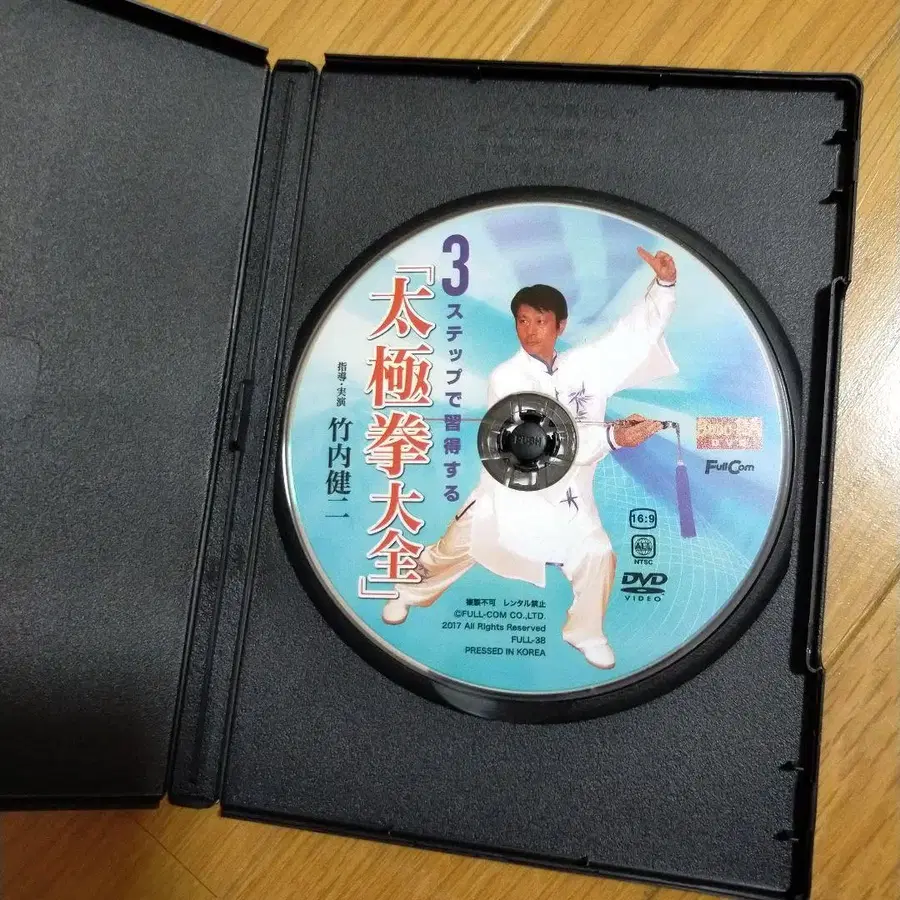 3ステップで習得する
『太極拳大全』
指導・実演 竹内健二
DVD
FullCom
16:9
ALL
NTSC
DVD
VIDEO
複製不可 レンタル禁止
©FULL-COM CO.,LTD.
2017 All Rights Reserved
FULL-38
PRESSED IN KOREA